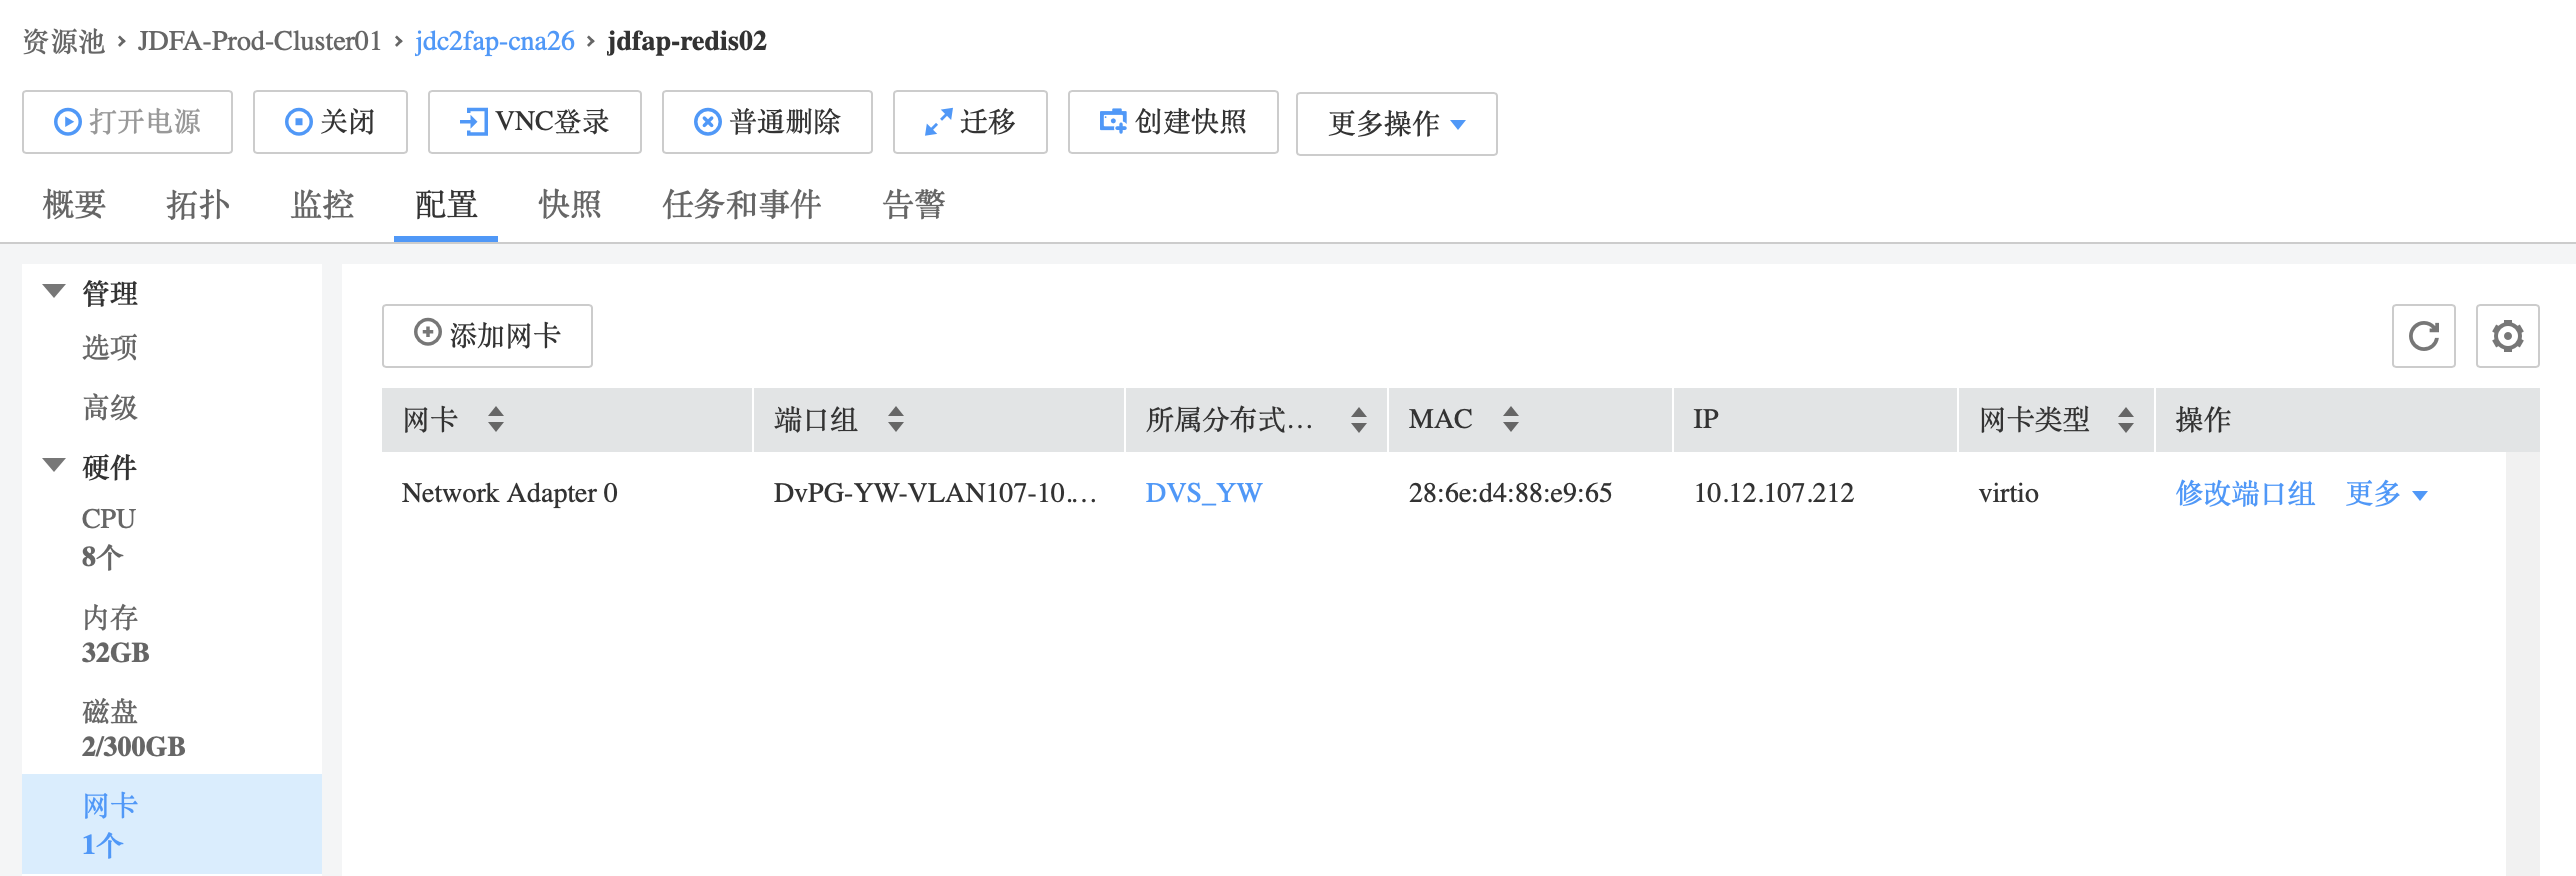 资源池 › JDFA-Prod-Cluster01 › jdc2fap-cna26 › jdfap-redis02
打开电源 关闭 VNC登录 普通删除 迁移 创建快照 更多操作
概要 拓扑 监控 配置 快照 任务和事件 告警
管理
选项
高级
硬件
CPU
8个
内存
32GB
磁盘
2/300GB
网卡
1个
添加网卡
网卡 端口组 所属分布式... MAC IP 网卡类型 操作
Network Adapter 0 DvPG-YW-VLAN107-10.... DVS_YW 28:6e:d4:88:e9:65 10.12.107.212 virtio 修改端口组 更多